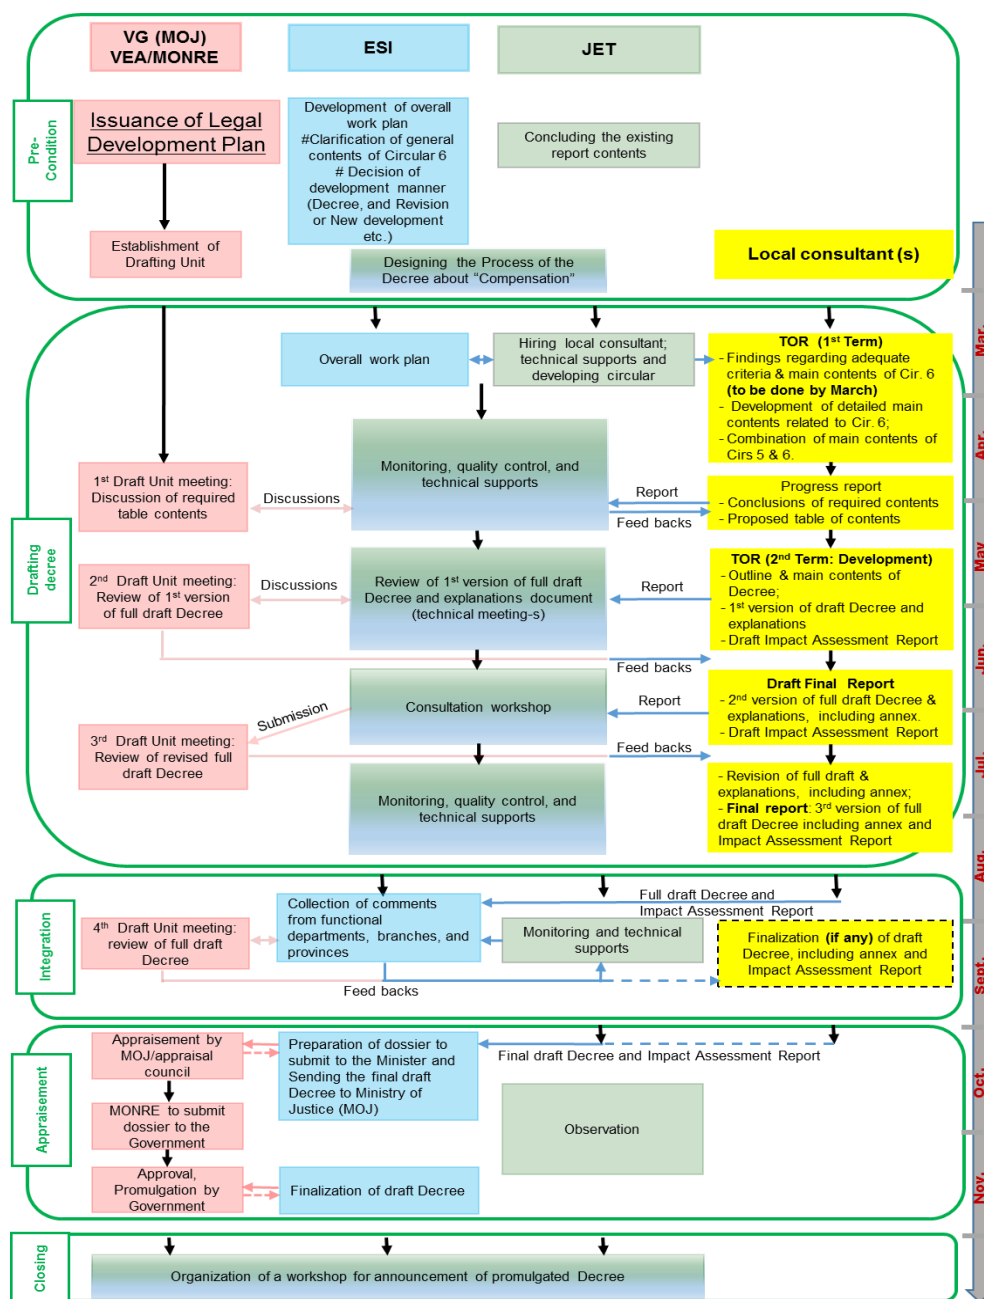 VG (MOJ)
VEA/MONRE
ESI
JET
Pre-
Condition
Issuance of Legal
Development Plan
Development of overall
work plan
#Clarification of general
contents of Circular 6
# Decision of
development manner
(Decree, and Revision
or New development
etc.)
Concluding the existing
report contents
Establishment of
Drafting Unit
Designing the Process of the
Decree about “Compensation”
Local consultant (s)
Drafting
decree
Overall work plan
Hiring local consultant;
technical supports and
developing circular
TOR (1st Term)
- Findings regarding adequate
criteria & main contents of Cir. 6
(to be done by March)
- Development of detailed main
contents related to Cir. 6;
- Combination of main contents of
Cirs 5 & 6.
Mar.
Apr.
1st Draft Unit meeting:
Discussion of required
table contents
Discussions
Monitoring, quality control, and
technical supports
Report
Feed backs
Progress report
- Conclusions of required contents
- Proposed table of contents
May
2nd Draft Unit meeting:
Review of 1st version
of full draft Decree
Discussions
Review of 1st version of full draft
Decree and explanations document
(technical meeting-s)
Report
TOR (2nd Term: Development)
- Outline & main contents of
Decree;
- 1st version of draft Decree and
explanations
- Draft Impact Assessment Report
Feed backs
Jun.
Submission
Consultation workshop
Report
Draft Final Report
- 2nd version of full draft Decree &
explanations, including annex.
- Draft Impact Assessment Report
3rd Draft Unit meeting:
Review of revised full
draft Decree
Feed backs
Jul.
Monitoring, quality control, and
technical supports
- Revision of full draft &
explanations, including annex;
- Final report: 3rd version of full
draft Decree including annex and
Impact Assessment Report
Aug.
Integration
4th Draft Unit meeting:
review of full draft
Decree
Collection of comments
from functional
departments, branches, and
provinces
Full draft Decree and
Impact Assessment Report
Monitoring and technical
supports
Finalization (if any) of draft
Decree, including annex and
Impact Assessment Report
Feed backs
Sept.
Appraisement
Appraisement by
MOJ/appraisal
council
Preparation of dossier to
submit to the Minister and
Sending the final draft
Decree to Ministry of
Justice (MOJ)
Final draft Decree and Impact Assessment Report
Oct.
MONRE to submit
dossier to the
Government
Observation
Approval,
Promulgation by
Government
Finalization of draft Decree
Nov.
Closing
Organization of a workshop for announcement of promulgated Decree